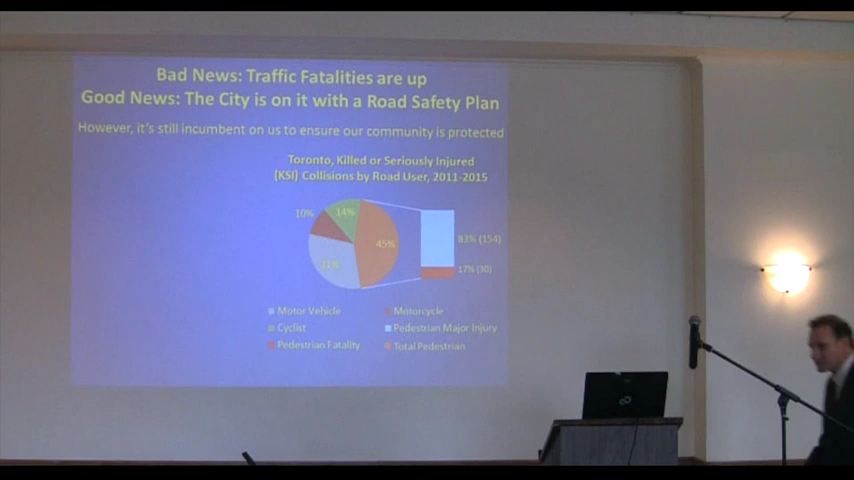 Bad News: Traffic Fatalities are up
Good News: The City is on it with a Road Safety Plan
However, it's still incumbent on us to ensure our community is protected
Toronto, Killed or Seriously Injured
(KSI) Collisions by Road User, 2011-2015
14%
10%
45%
83% (154)
17% (30)
Motor Vehicle
Motorcycle
Cyclist
Pedestrian Major Injury
Pedestrian Fatality
Total Pedestrian